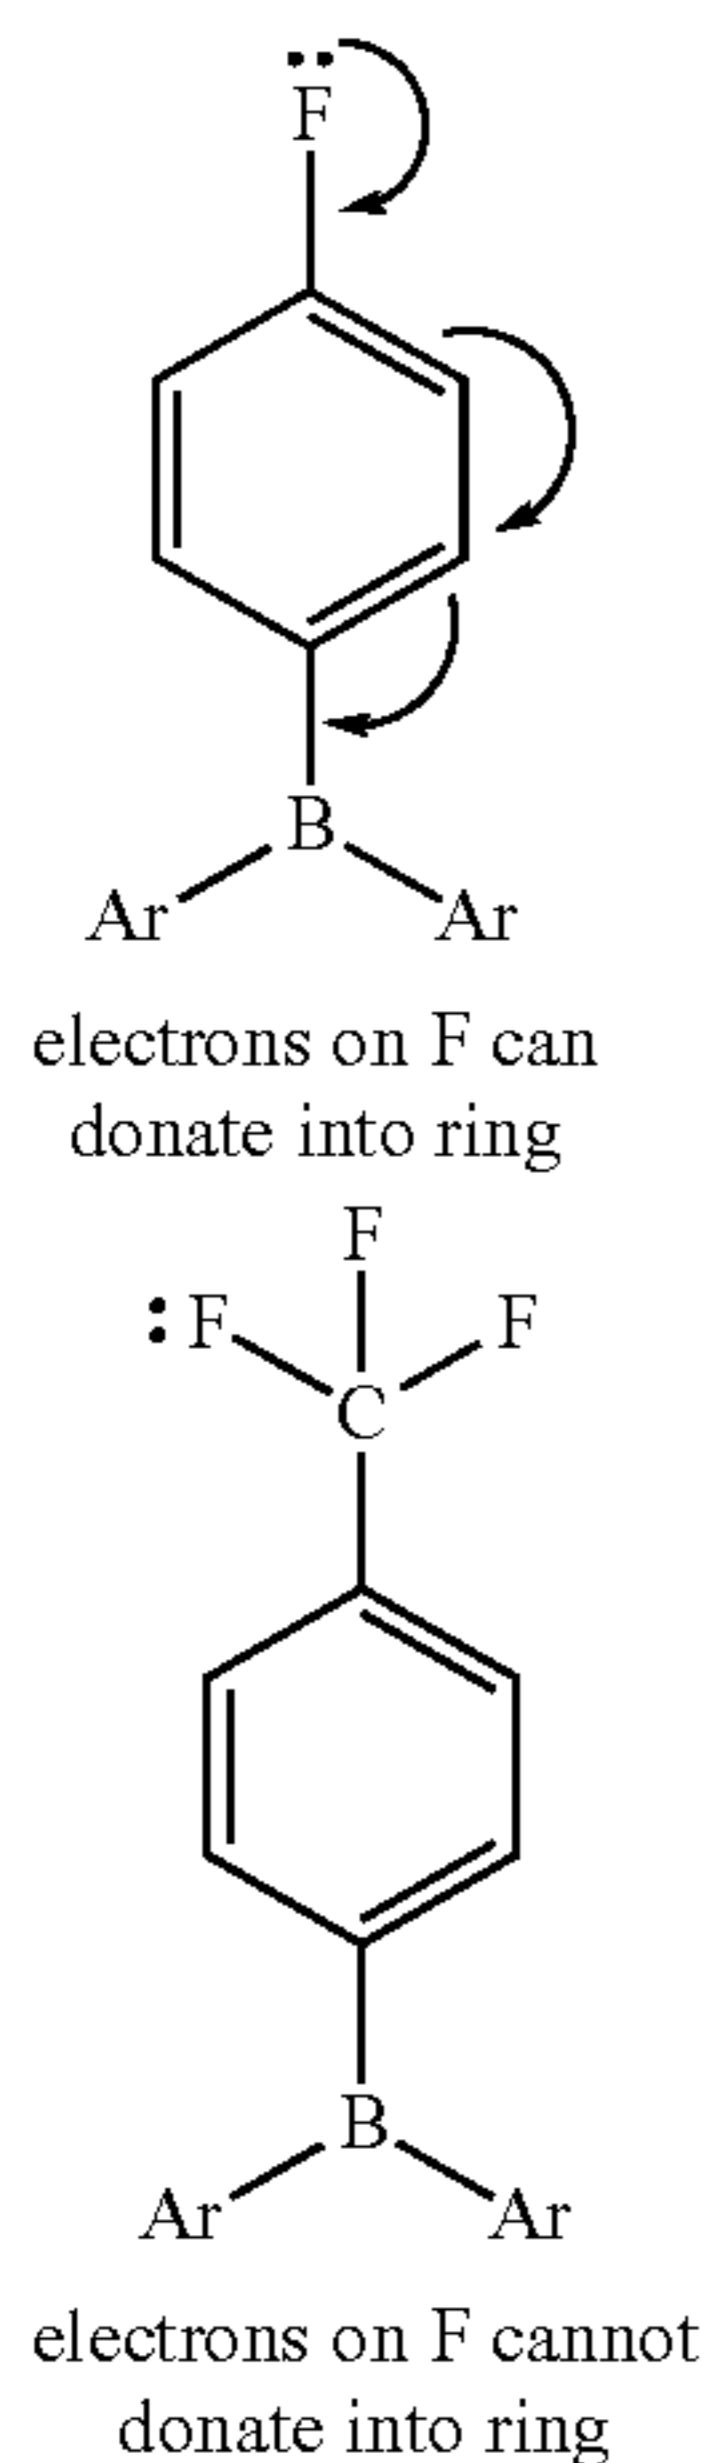 F
B
Ar Ar
electrons on F can
donate into ring
F
F F
C
B
Ar Ar
electrons on F cannot
donate into ring